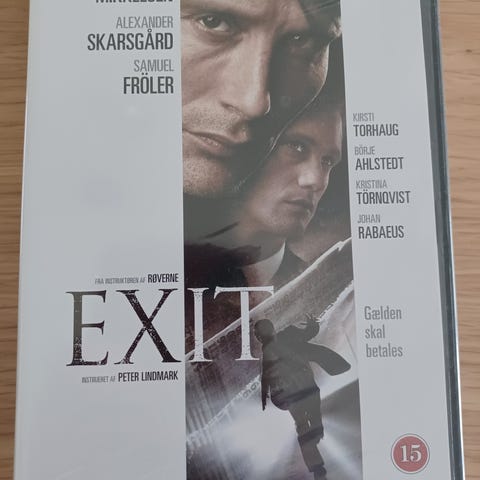 MIKKELSEN
ALEXANDER
SKARSGÅRD
SAMUEL
FRÖLER
KIRSTI
TORHAUG
BÖRJE
AHLSTEDT
KRISTINA
TÖRNQVIST
JOHAN
RABAEUS
FRA INSTRUKTØREN AF RØVERNE
EXIT
INSTRUERET AF PETER LINDMARK
Gælden
skal
betales
15